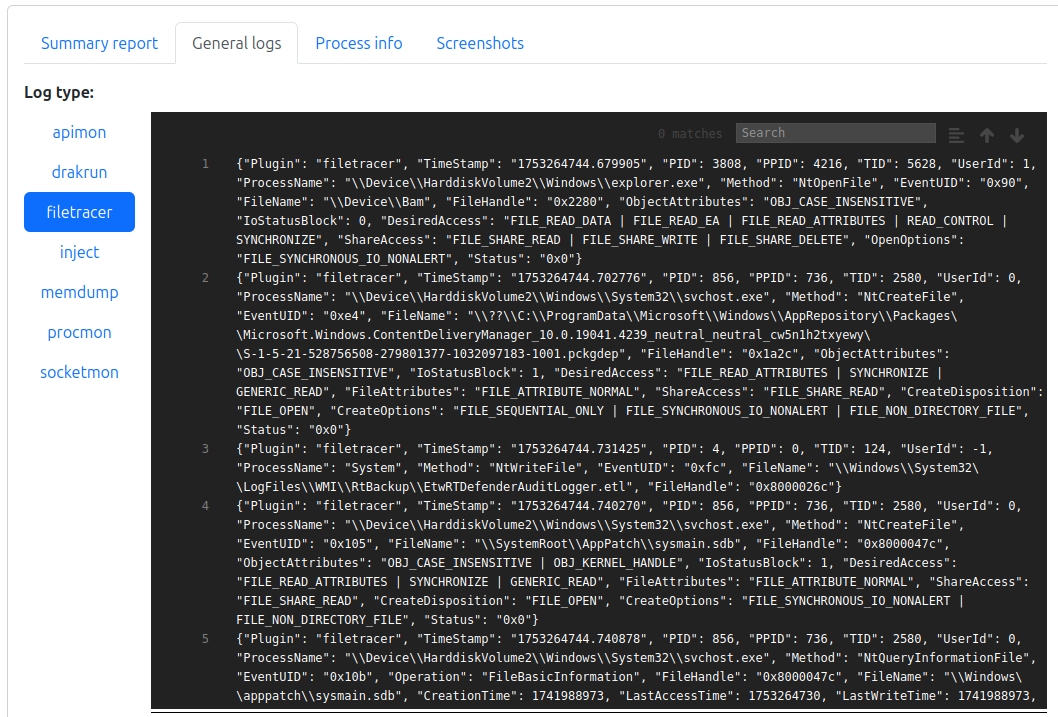 Summary report
General logs
Process info
Screenshots
Log type:
apimon
drakrun
filetracer
inject
memdump
procmon
socketmon
0 matches
Search
1
{"Plugin": "filetracer", "TimeStamp": "1753264744.679905", "PID": 3808, "PPID": 4216, "TID": 5628, "UserId": 1,
"ProcessName": "\\Device\\HarddiskVolume2\\Windows\\explorer.exe", "Method": "NtOpenFile", "EventUID": "0x90",
"FileName": "\\Device\\Bam", "FileHandle": "0x2280", "ObjectAttributes": "OBJ_CASE_INSENSITIVE",
"IoStatusBlock": 0, "DesiredAccess": "FILE_READ_DATA | FILE_READ_EA | FILE_READ_ATTRIBUTES | READ_CONTROL |
SYNCHRONIZE", "ShareAccess": "FILE_SHARE_READ | FILE_SHARE_WRITE | FILE_SHARE_DELETE", "OpenOptions":
"FILE_SYNCHRONOUS_IO_NONALERT", "Status": "0x0"}
2
{"Plugin": "filetracer", "TimeStamp": "1753264744.702776", "PID": 856, "PPID": 736, "TID": 2580, "UserId": 0,
"ProcessName": "\\Device\\HarddiskVolume2\\Windows\\System32\\svchost.exe", "Method": "NtCreateFile",
"EventUID": "0xe4", "FileName": "\\??\\C:\\ProgramData\\Microsoft\\Windows\\AppRepository\\Packages\
\Microsoft.Windows.ContentDeliveryManager_10.0.19041.4239_neutral_neutral_cw5n1h2txyewy\
\S-1-5-21-528756508-279801377-1032097183-1001.pckgdep", "FileHandle": "0x1a2c", "ObjectAttributes":
"OBJ_CASE_INSENSITIVE", "IoStatusBlock": 1, "DesiredAccess": "FILE_READ_ATTRIBUTES | SYNCHRONIZE |
GENERIC_READ", "FileAttributes": "FILE_ATTRIBUTE_NORMAL", "ShareAccess": "FILE_SHARE_READ", "CreateDisposition":
"FILE_OPEN", "CreateOptions": "FILE_SEQUENTIAL_ONLY | FILE_SYNCHRONOUS_IO_NONALERT | FILE_NON_DIRECTORY_FILE",
"Status": "0x0"}
3
{"Plugin": "filetracer", "TimeStamp": "1753264744.731425", "PID": 4, "PPID": 0, "TID": 124, "UserId": -1,
"ProcessName": "System", "Method": "NtWriteFile", "EventUID": "0xfc", "FileName": "\\Windows\\System32\
\LogFiles\\WMI\\RtBackup\\EtwRTDefenderAuditLogger.etl", "FileHandle": "0x8000026c"}
4
{"Plugin": "filetracer", "TimeStamp": "1753264744.740270", "PID": 856, "PPID": 736, "TID": 2580, "UserId": 0,
"ProcessName": "\\Device\\HarddiskVolume2\\Windows\\System32\\svchost.exe", "Method": "NtCreateFile",
"EventUID": "0x105", "FileName": "\\SystemRoot\\AppPatch\\sysmain.sdb", "FileHandle": "0x8000047c",
"ObjectAttributes": "OBJ_CASE_INSENSITIVE | OBJ_KERNEL_HANDLE", "IoStatusBlock": 1, "DesiredAccess":
"FILE_READ_ATTRIBUTES | SYNCHRONIZE | GENERIC_READ", "FileAttributes": "FILE_ATTRIBUTE_NORMAL", "ShareAccess":
"FILE_SHARE_READ", "CreateDisposition": "FILE_OPEN", "CreateOptions": "FILE_SYNCHRONOUS_IO_NONALERT |
FILE_NON_DIRECTORY_FILE", "Status": "0x0"}
5
{"Plugin": "filetracer", "TimeStamp": "1753264744.740878", "PID": 856, "PPID": 736, "TID": 2580, "UserId": 0,
"ProcessName": "\\Device\\HarddiskVolume2\\Windows\\System32\\svchost.exe", "Method": "NtQueryInformationFile",
"EventUID": "0x10b", "Operation": "FileBasicInformation", "FileHandle": "0x8000047c", "FileName": "\\Windows\
\apppatch\\sysmain.sdb", "CreationTime": 1741988973, "LastAccessTime": 1753264730, "LastWriteTime": 1741988973,